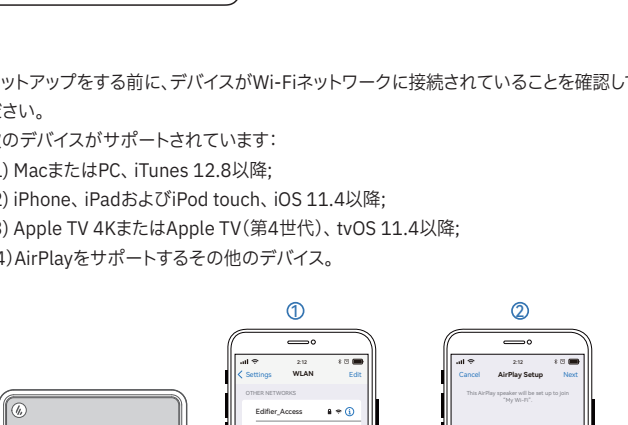 ットアップをする前に、デバイスがWi-Fiネットワークに接続されていることを確認し
ださい。
のデバイスがサポートされています：
) MacまたはPC、iTunes 12.8以降;
) iPhone、iPadおよびiPod touch、iOS 11.4以降;
) Apple TV 4KまたはApple TV（第4世代）、tvOS 11.4以降;
4）AirPlayをサポートするその他のデバイス。
① ②
2:12
Settings WLAN Edit
OTHER NETWORKS
Edifier_Access
2:12
Cancel AirPlay Setup Next
This AirPlay speaker will be set up to join
"My Wi-Fi".